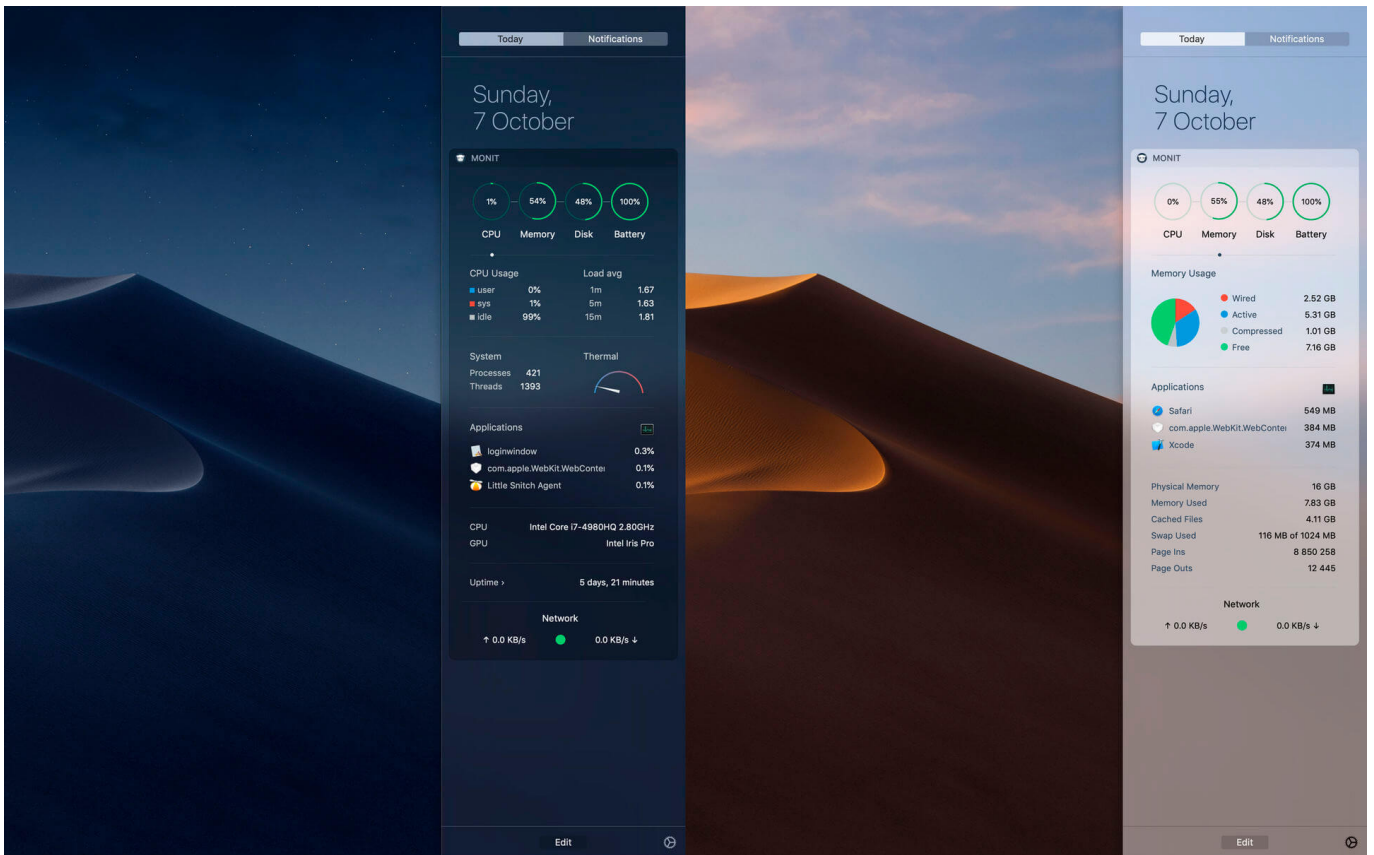 Today Notifications
Sunday,
7 October
MONIT
1% 54% 48% 100%
CPU Memory Disk Battery
CPU Usage Load avg
user 0% 1m 1.67
sys 1% 5m 1.63
idle 99% 15m 1.81
System Thermal
Processes 421
Threads 1393
Applications
loginwindow 0.3%
com.apple.WebKit.WebConter 0.1%
Little Snitch Agent 0.1%
CPU Intel Core i7-4980HQ 2.80GHz
GPU Intel Iris Pro
Uptime › 5 days, 21 minutes
Network
↑ 0.0 KB/s 0.0 KB/s ↓
Edit
Today Notifications
Sunday,
7 October
MONIT
0% 55% 48% 100%
CPU Memory Disk Battery
Memory Usage
Wired 2.52 GB
Active 5.31 GB
Compressed 1.01 GB
Free 7.16 GB
Applications
Safari 549 MB
com.apple.WebKit.WebConter 384 MB
Xcode 374 MB
Physical Memory 16 GB
Memory Used 7.83 GB
Cached Files 4.11 GB
Swap Used 116 MB of 1024 MB
Page Ins 8 850 258
Page Outs 12 445
Network
↑ 0.0 KB/s 0.0 KB/s ↓
Edit